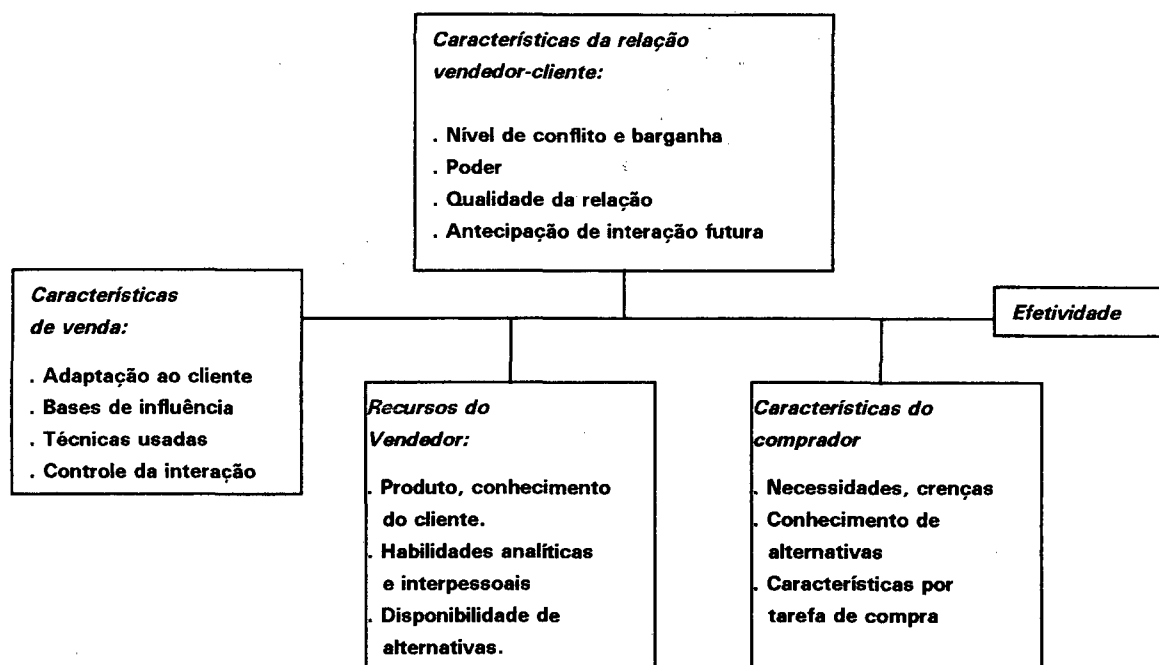 Características da relação
vendedor-cliente:
. Nível de conflito e barganha
. Poder
. Qualidade da relação
. Antecipação de interação futura
Características
de venda:
. Adaptação ao cliente
. Bases de influência
. Técnicas usadas
. Controle da interação
Efetividade
Recursos do
Vendedor:
. Produto, conhecimento
do cliente.
. Habilidades analíticas
e interpessoais
. Disponibilidade de
alternativas.
Características do
comprador
. Necessidades, crenças
. Conhecimento de
alternativas
. Características por
tarefa de compra